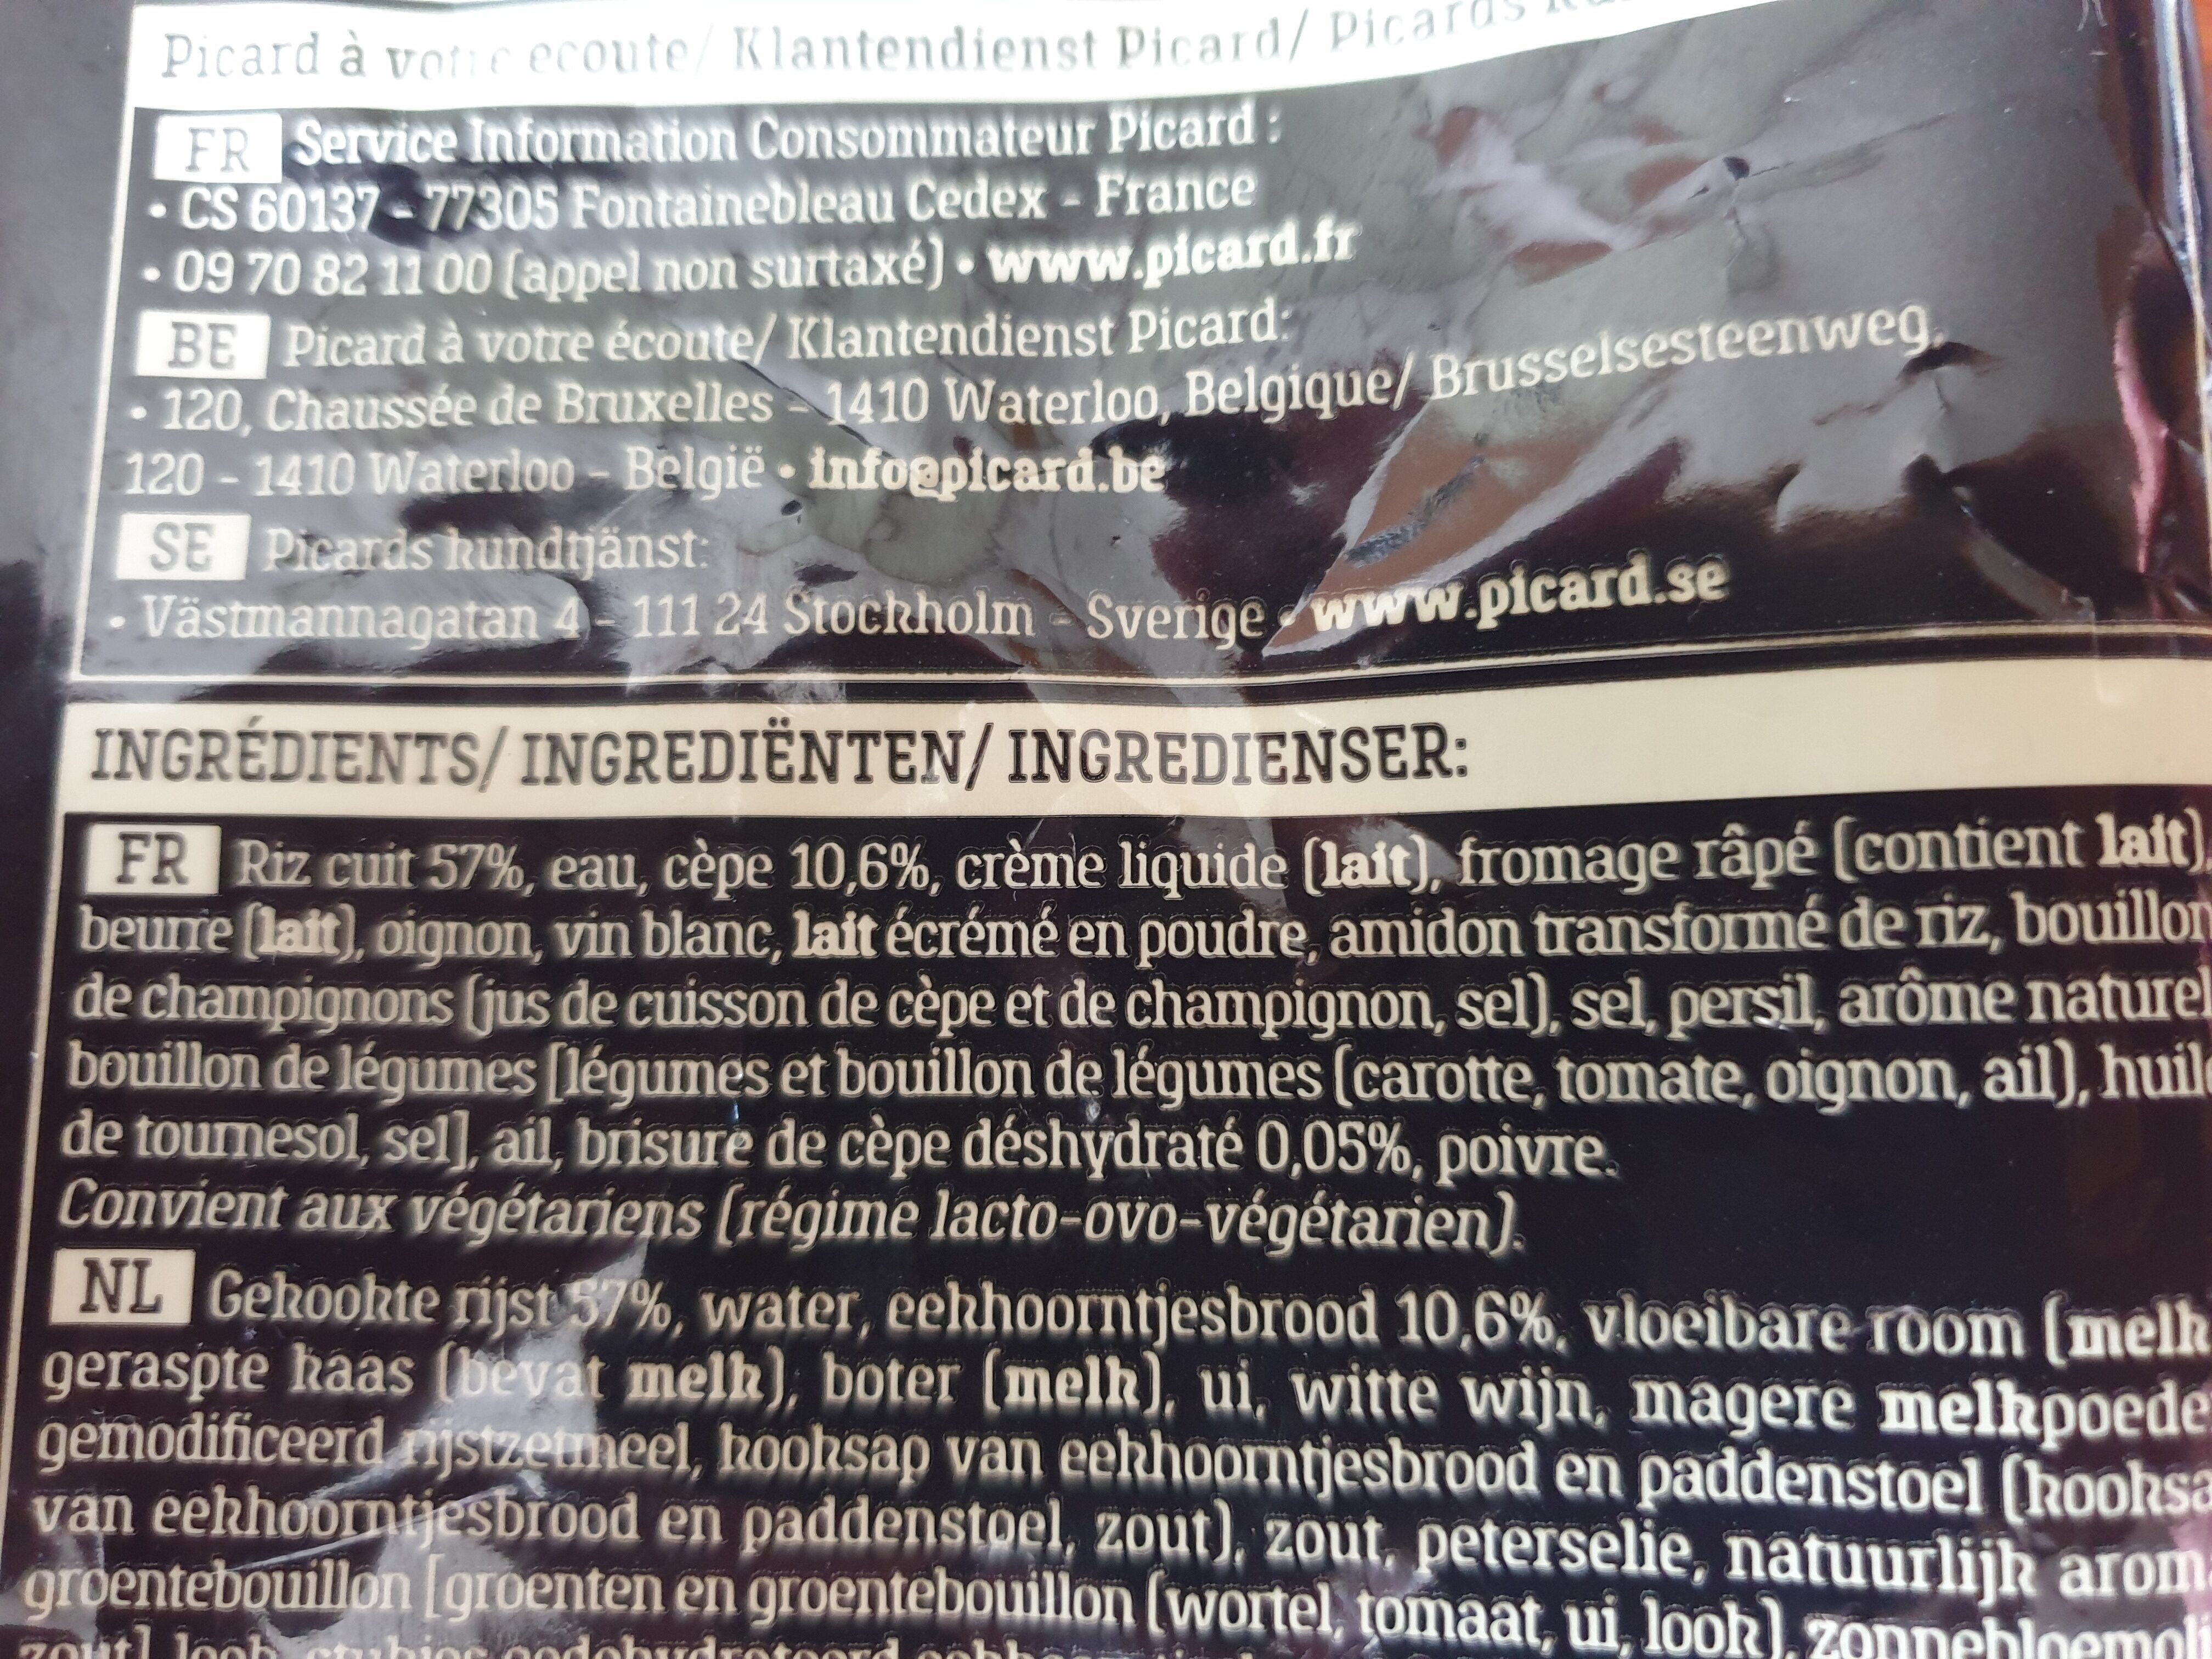 Picard à votre ecoute/ Klantendienst Picard/ Picards
FR Service Information Consommateur Picard :
• CS 60137 - 77305 Fontainebleau Cedex - France
• 09 70 82 11 00 (appel non surtaxé) • www.picard.fr
BE Picard à votre écoute/ Klantendienst Picard:
• 120, Chaussée de Bruxelles - 1410 Waterloo, Belgique/ Brusselsesteenweg,
120 - 1410 Waterloo - België • info@picard.be
SE Picards kundtjänst:
• Västmannagatan 4 - 111 24 Stockholm - Sverige • www.picard.se
INGRÉDIENTS/ INGREDIËNTEN/ INGREDIENSER:
FR Riz cuit 57%, eau, cèpe 10,6%, crème liquide (lait), fromage râpé (contient lait)
beurre (lait), oignon, vin blanc, lait écrémé en poudre, amidon transformé de riz, bouillon
de champignons (jus de cuisson de cèpe et de champignon, sel), sel, persil, arôme naturel
bouillon de légumes [légumes et bouillon de légumes (carotte, tomate, oignon, ail), huil
de tournesol, sel], ail, brisure de cèpe déshydraté 0,05%, poivre.
Convient aux végétariens (régime lacto-ovo-végétarien).
NL Gekookte rijst 57%, water, eekhoorntjesbrood 10,6%, vloeibare room (melk
geraspte kaas (bevat melk), boter (melk), ui, witte wijn, magere melkpoede
gemodificeerd rijstzetmeel, kooksap van eekhoorntjesbrood en paddenstoel (kooksa
van eekhoorntjesbrood en paddenstoel, zout), zout, peterselie, natuurlijk arom
groentebouillon [groenten en groentebouillon (wortel, tomaat, ui, look), zonnebloemoli
zout], look,